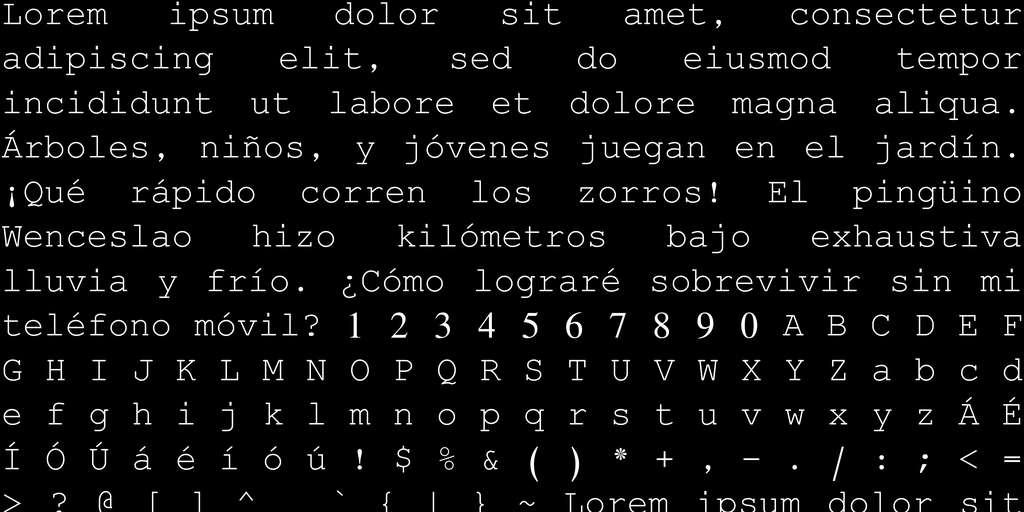 Lorem ipsum dolor sit amet, consectetur
adipiscing elit, sed do eiusmod tempor
incididunt ut labore et dolore magna aliqua.
Árboles, niños, y jóvenes juegan en el jardín.
¡Qué rápido corren los zorros! El pingüino
Wenceslao hizo kilómetros bajo exhaustiva
lluvia y frío. ¿Cómo lograré sobrevivir sin mi
teléfono móvil? 1 2 3 4 5 6 7 8 9 0 A B C D E F
G H I J K L M N O P Q R S T U V W X Y Z a b c d
e f g h i j k l m n o p q r s t u v w x y z Á É
Í Ó Ú á é í ó ú ! $ % & ( ) * + , - . / : ; < =
> ? @ [ ] ^ _ ` { | } ~ Lorem ipsum dolor sit